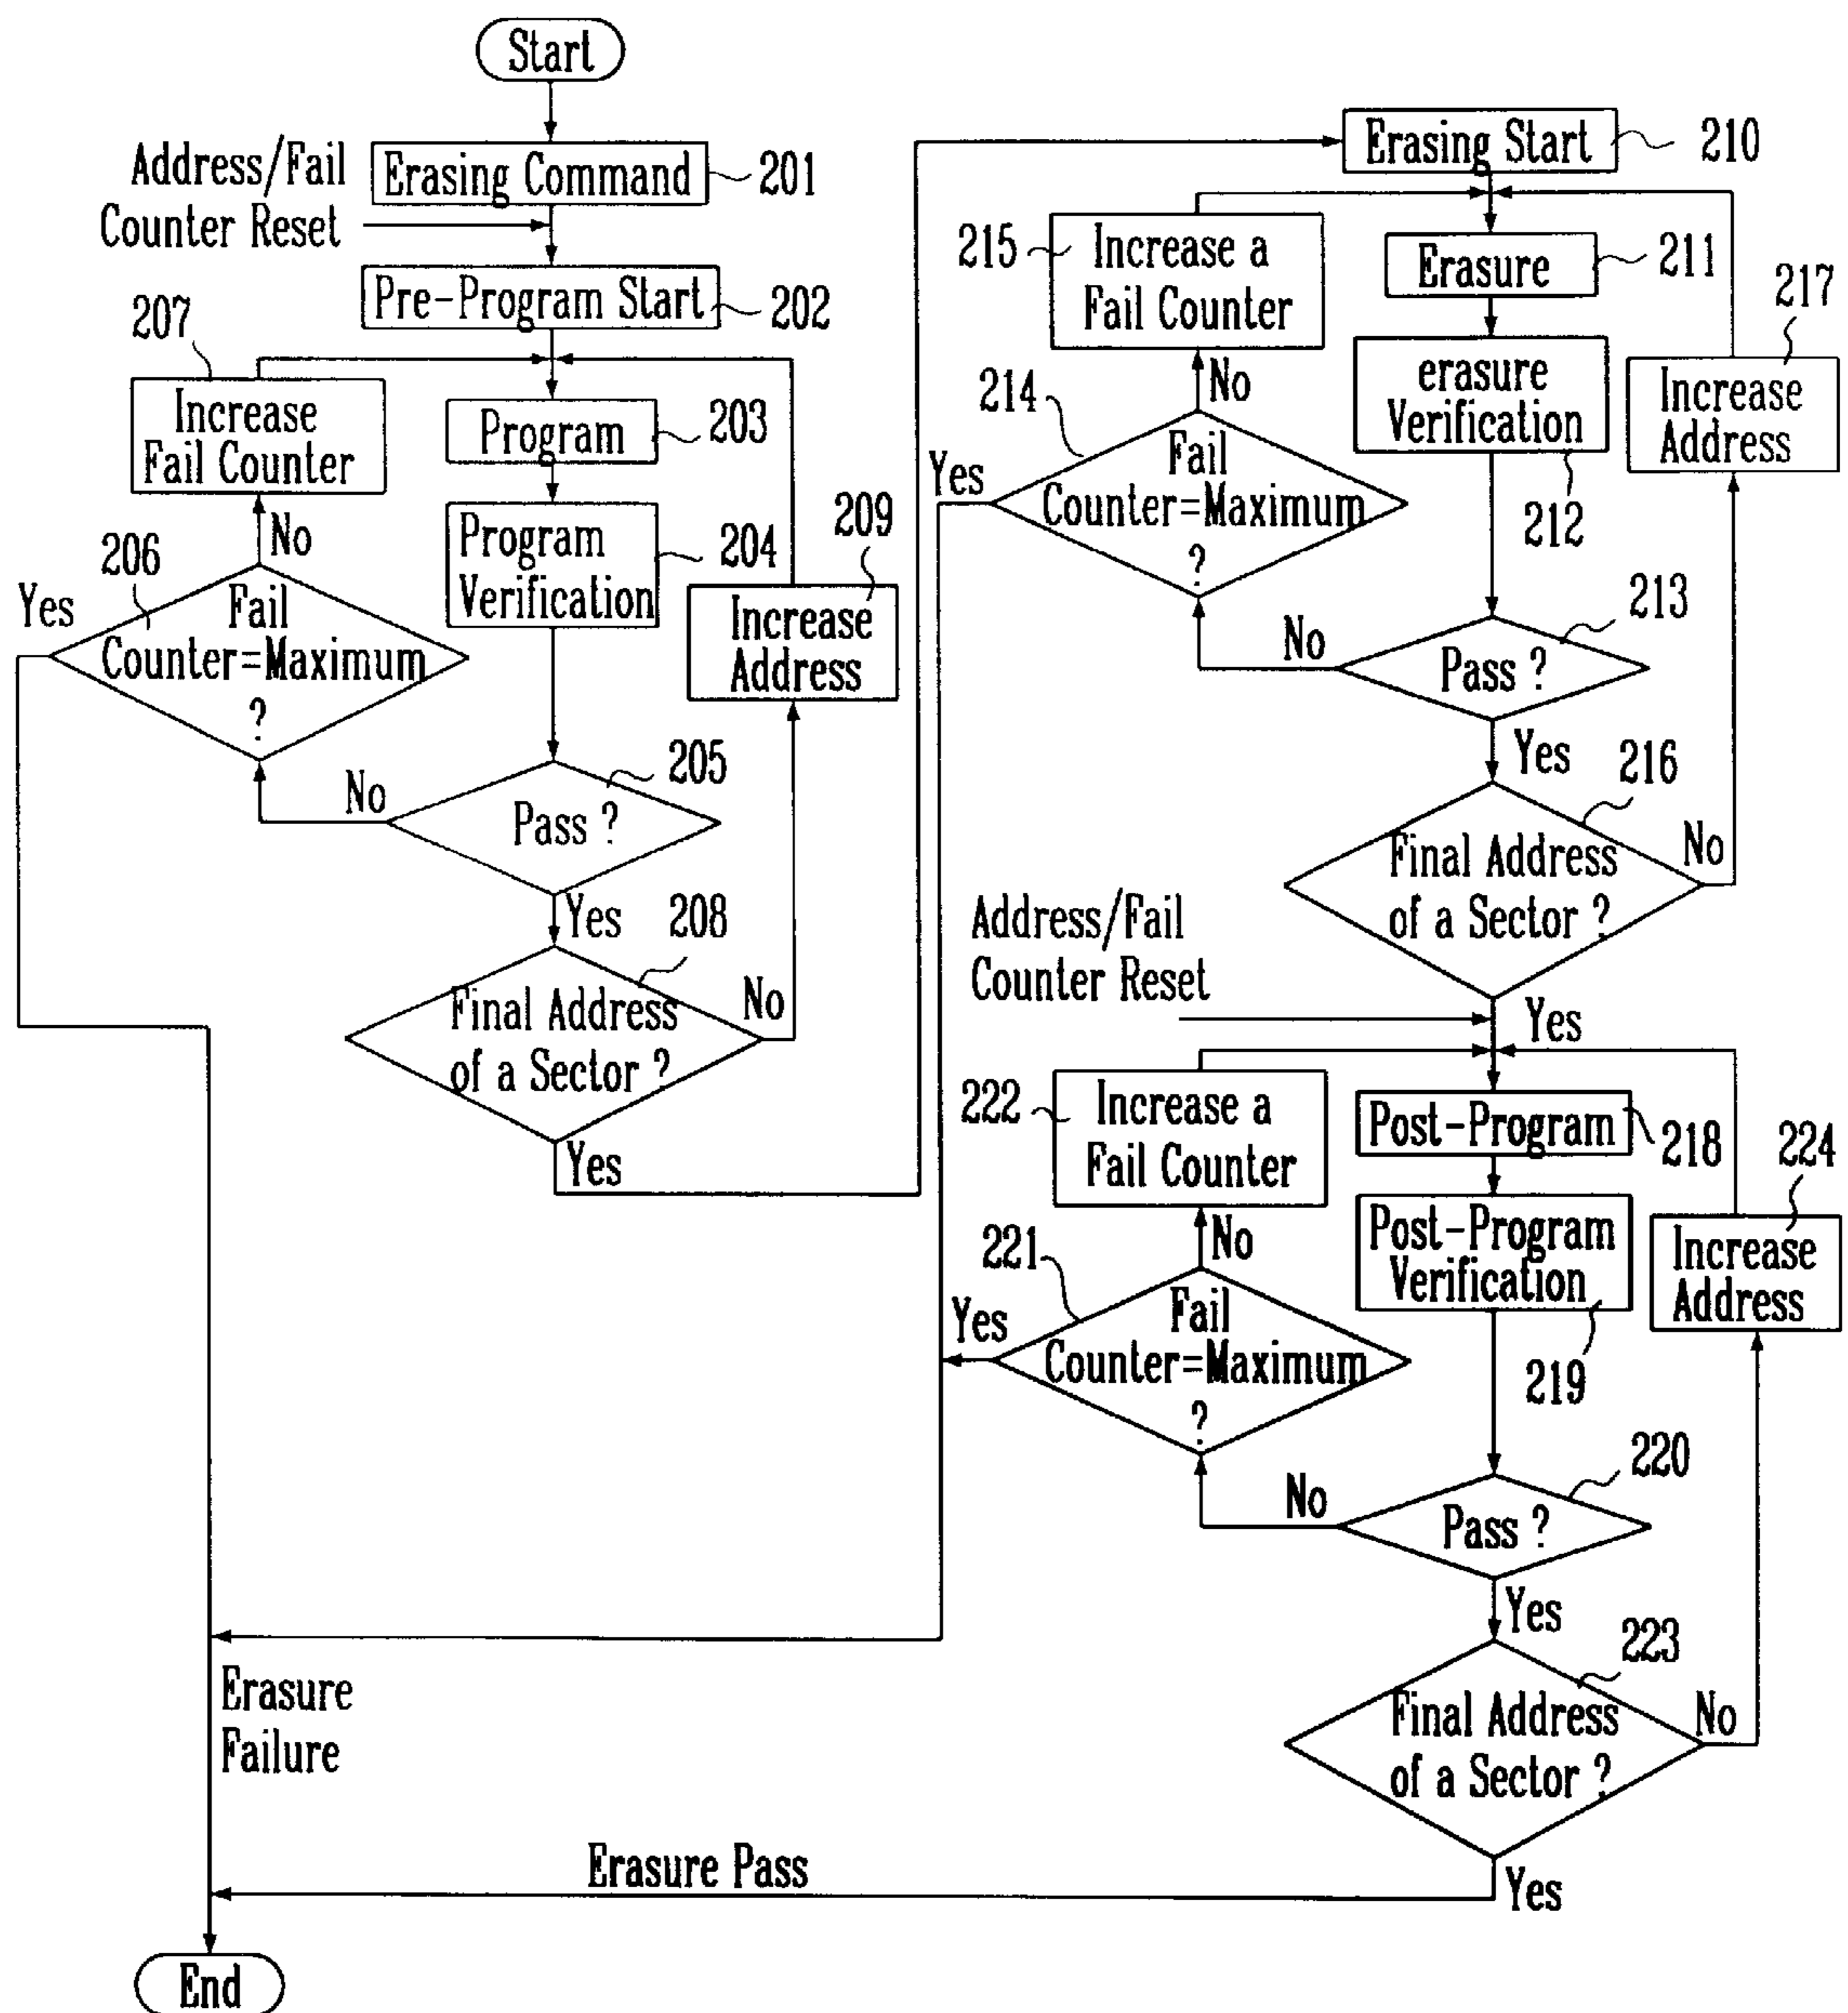 Start
Address/Fail
Counter Reset
Erasing Command
201
Pre-Program Start
202
207
Increase
Fail Counter
Program
203
No
206
Yes
Fail
Counter=Maximum
?
Program
Verification
204
209
Increase
Address
No
Pass ?
205
Yes
208
Final Address
of a Sector ?
No
Yes
Erasing Start
210
215
Increase a
Fail Counter
Erasure
211
217
erasure
Verification
212
Increase
Address
214
No
Yes
Fail
Counter=Maximum
?
No
213
Pass ?
Yes
216
Final Address
of a Sector ?
No
Address/Fail
Counter Reset
Yes
222
Increase a
Fail Counter
Post-Program
218
224
Post-Program
Verification
219
Increase
Address
221
No
Yes
Fail
Counter=Maximum
?
No
220
Pass ?
Yes
223
Final Address
of a Sector ?
No
Erasure
Failure
Erasure Pass
Yes
End